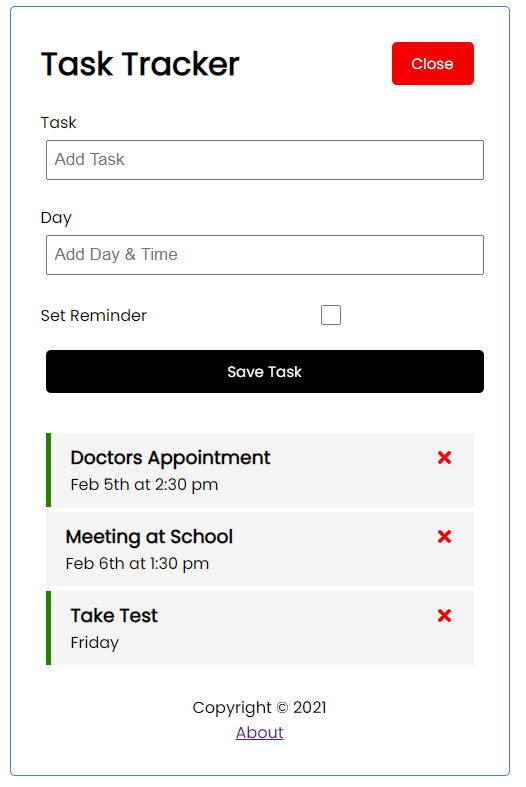 Task Tracker
Close
Task
Add Task
Day
Add Day & Time
Set Reminder
Save Task
Doctors Appointment
Feb 5th at 2:30 pm
Meeting at School
Feb 6th at 1:30 pm
Take Test
Friday
Copyright © 2021
About